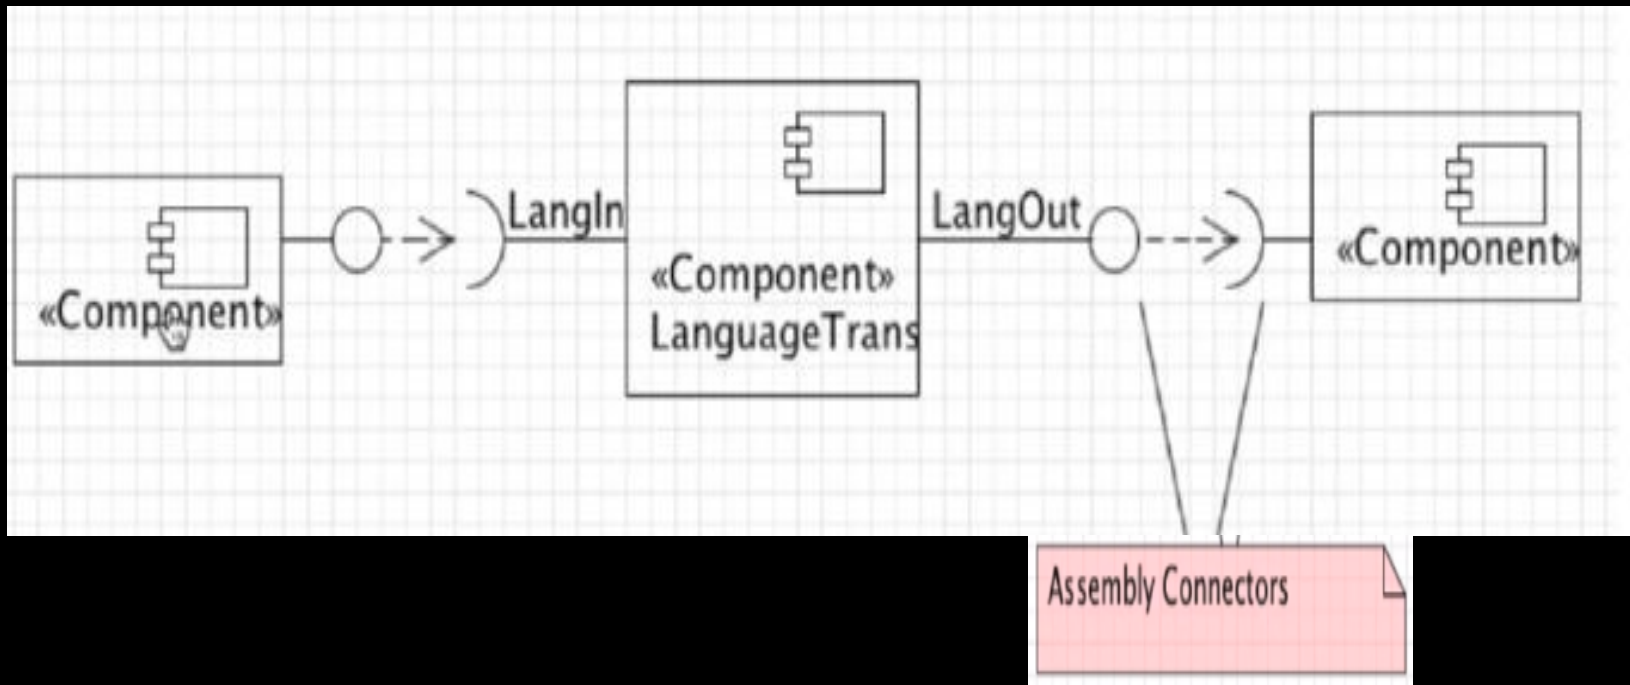 «Component»
LangIn
«Component»
LanguageTrans
LangOut
«Component»
Assembly Connectors